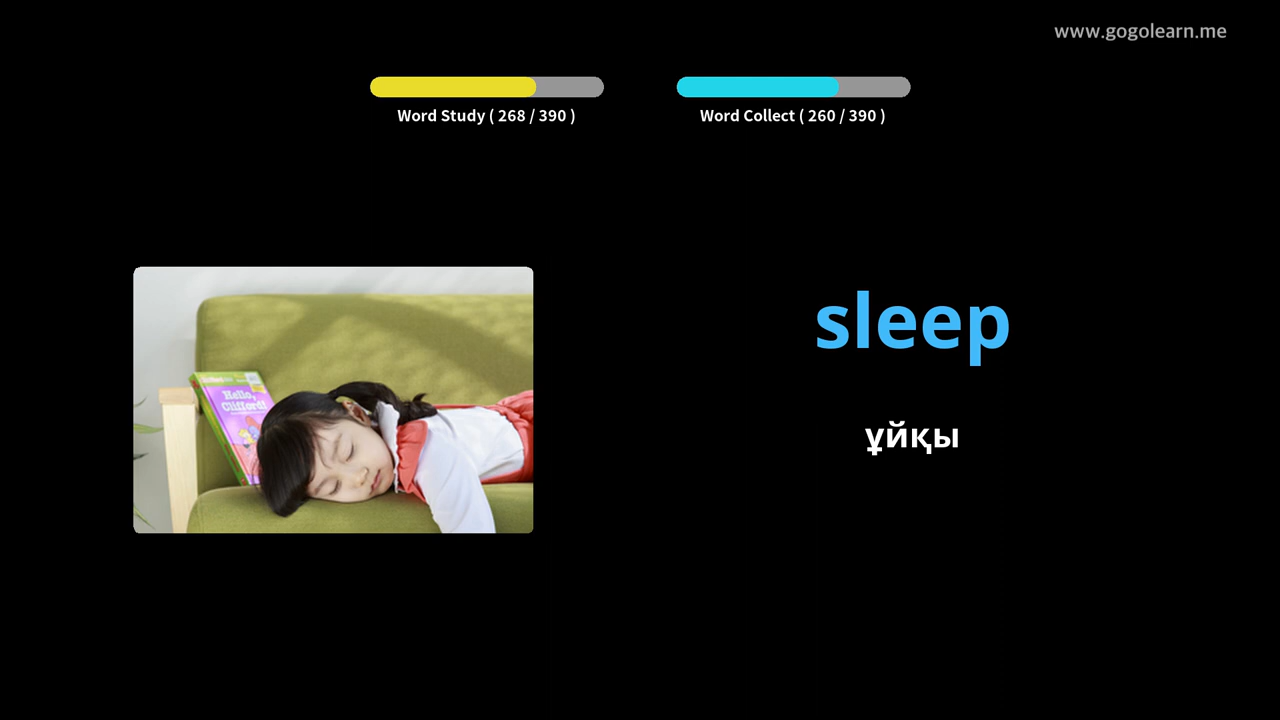 www.gogolearn.me
Word Study ( 268 / 390 )
Word Collect ( 260 / 390 )
sleep
ұйқы
Hello,
Clifford!